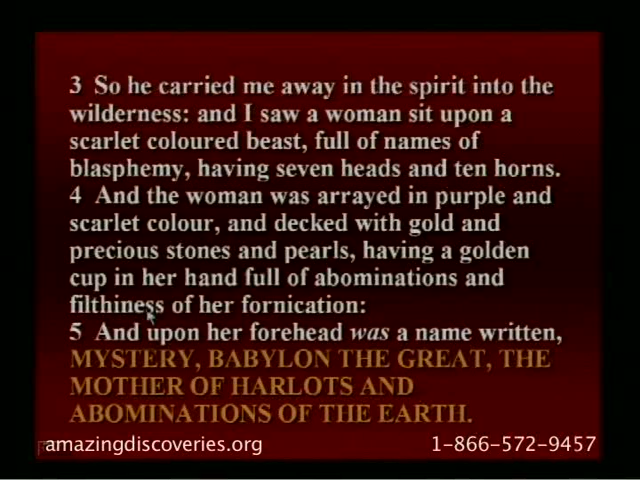 3 So he carried me away in the spirit into the
wilderness: and I saw a woman sit upon a
scarlet coloured beast, full of names of
blasphemy, having seven heads and ten horns.
4 And the woman was arrayed in purple and
scarlet colour, and decked with gold and
precious stones and pearls, having a golden
cup in her hand full of abominations and
filthiness of her fornication:
5 And upon her forehead was a name written,
MYSTERY, BABYLON THE GREAT, THE
MOTHER OF HARLOTS AND
ABOMINATIONS OF THE EARTH.
amazingdiscoveries.org 1-866-572-9457